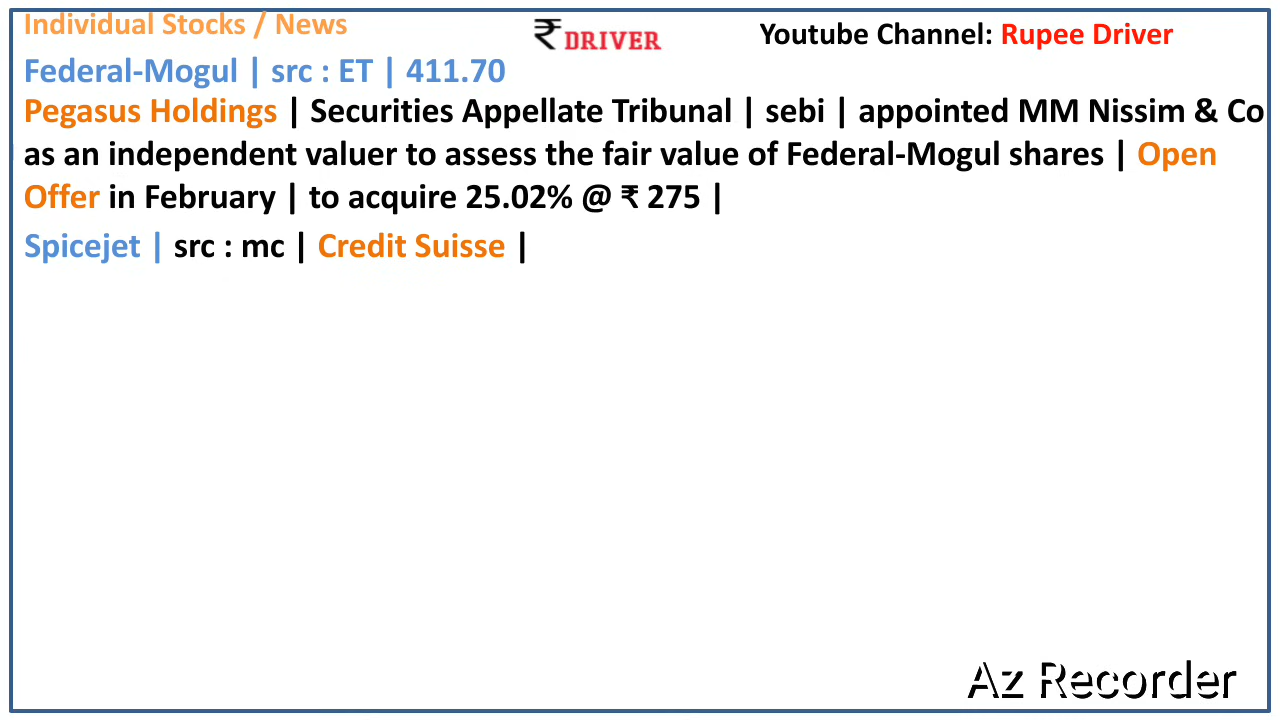 Individual Stocks / News
₹ DRIVER
Youtube Channel: Rupee Driver
Federal-Mogul | src : ET | 411.70
Pegasus Holdings | Securities Appellate Tribunal | sebi | appointed MM Nissim & Co
as an independent valuer to assess the fair value of Federal-Mogul shares | Open
Offer in February | to acquire 25.02% @ ₹ 275 |
Spicejet | src : mc | Credit Suisse |
Az Recorder